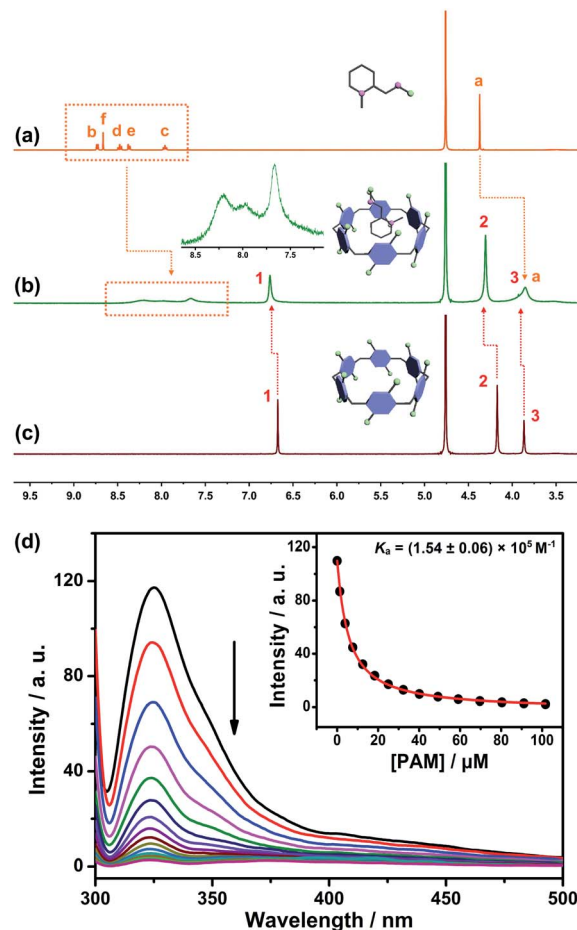 (a)
b f d e c
a
8.5 8.0 7.5
(b)
1
2
3 a
(c)
1
2
3
9.5 9.0 8.5 8.0 7.5 7.0 6.5 6.0 5.5 5.0 4.5 4.0 3.5
(d)
Kₐ = (1.54 ± 0.06) × 10⁵ M⁻¹
Intensity / a. u.
120
80
40
0
0 20 40 60 80 100
[PAM] / µM
Intensity / a. u.
120
80
40
0
300 350 400 450 500
Wavelength / nm